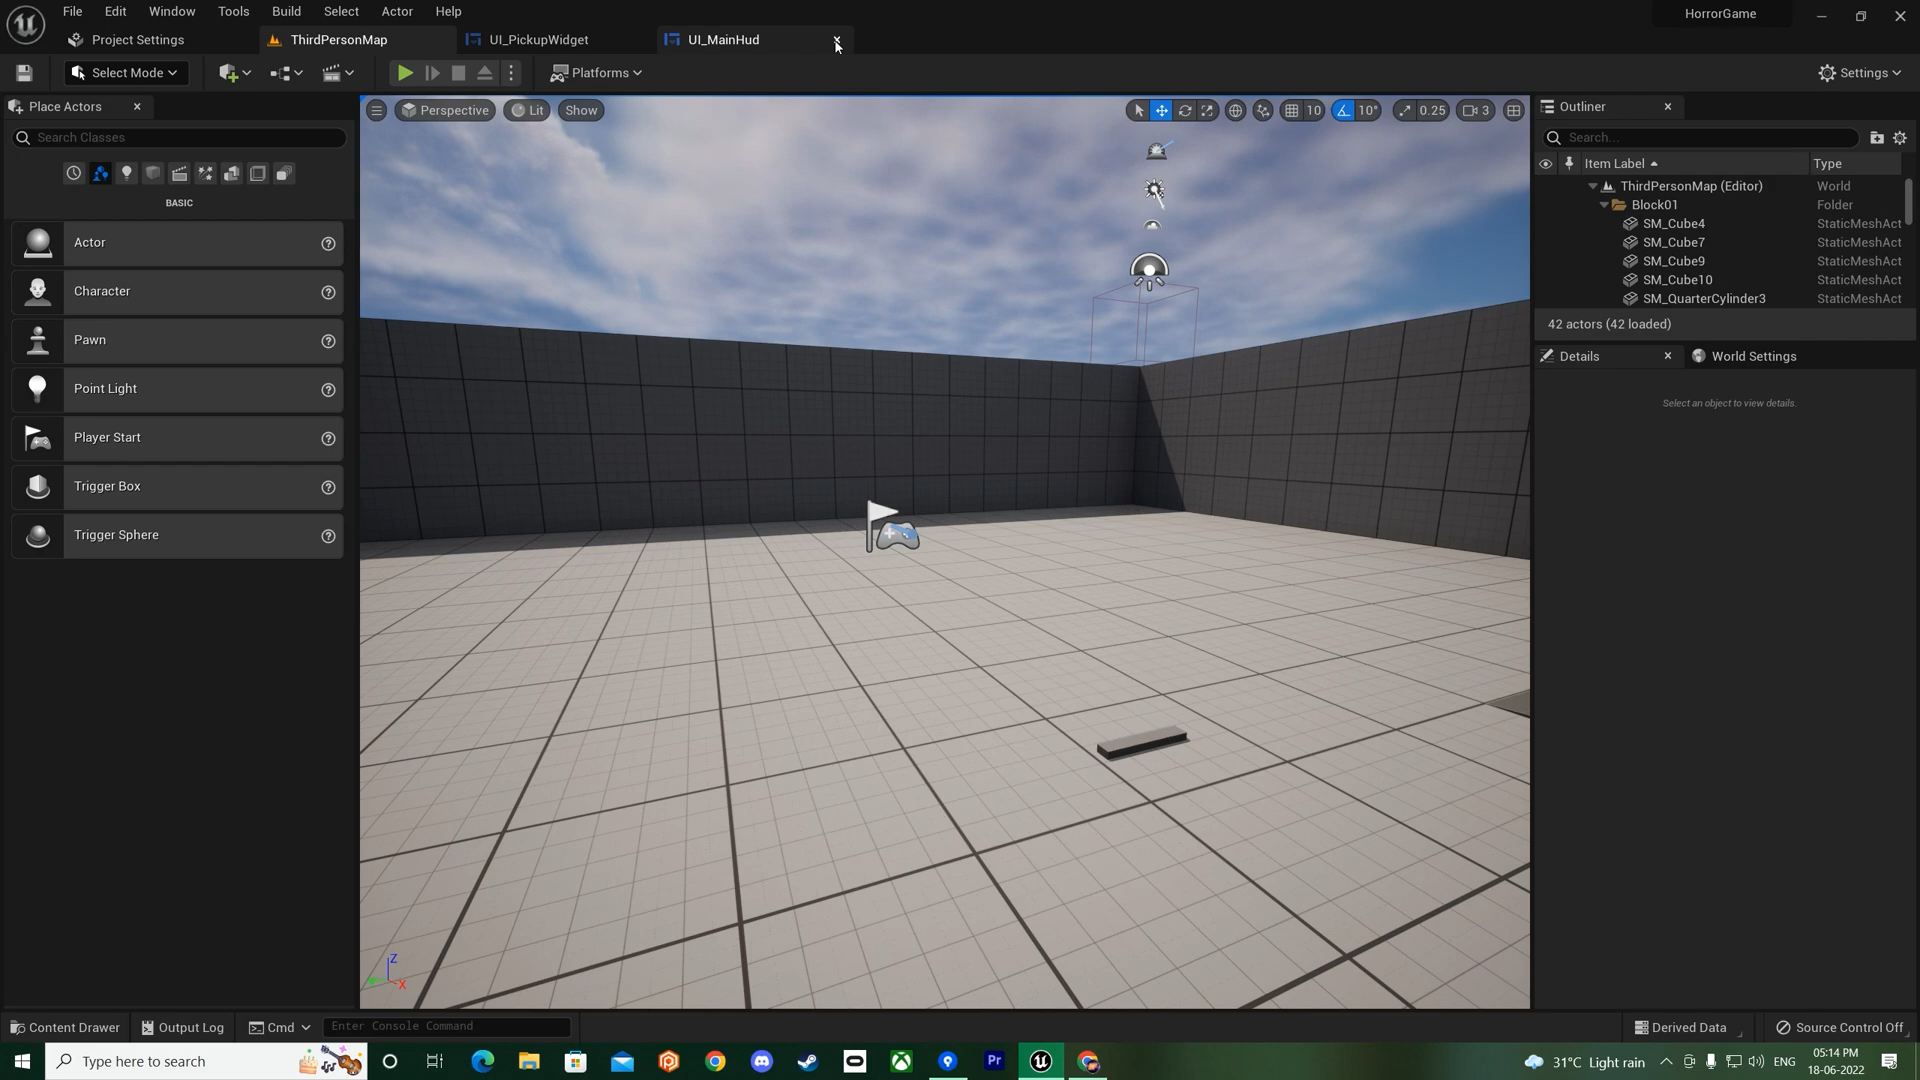 File Edit Window Tools Build Select Actor Help
HorrorGame
Project Settings
ThirdPersonMap
UI_PickupWidget
UI_MainHud
Select Mode
Platforms
Settings
Place Actors
Search Classes
BASIC
Actor
Character
Pawn
Point Light
Player Start
Trigger Box
Trigger Sphere
Perspective
Lit
Show
10
10°
0.25
3
Z
X
Outliner
Search...
Item Label
Type
ThirdPersonMap (Editor) World
Block01 Folder
SM_Cube4 StaticMeshAct
SM_Cube7 StaticMeshAct
SM_Cube9 StaticMeshAct
SM_Cube10 StaticMeshAct
SM_QuarterCylinder3 StaticMeshAct
42 actors (42 loaded)
Details
World Settings
Select an object to view details.
Content Drawer
Output Log
Cmd
Enter Console Command
Derived Data
Source Control Off
Type here to search
Pr
31°C Light rain
ENG
05:14 PM
18-06-2022